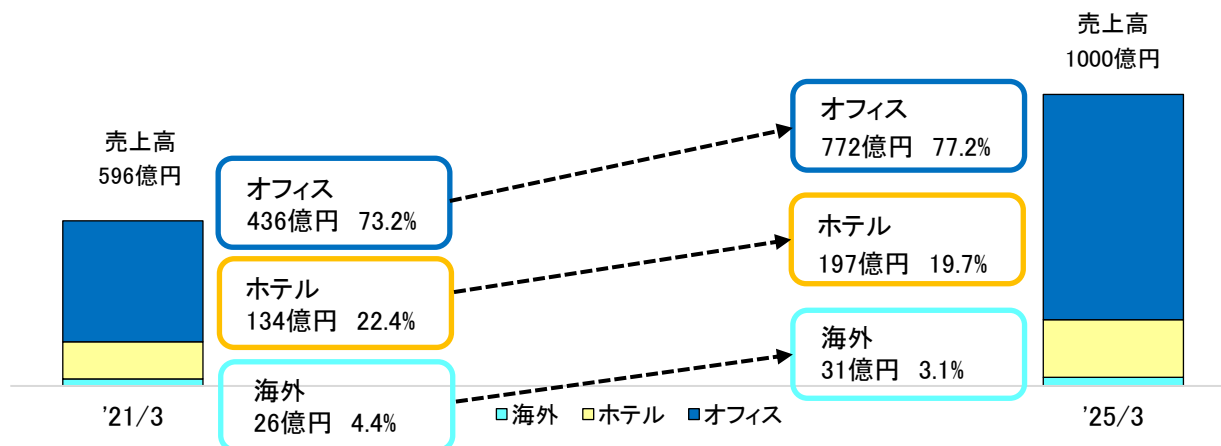 売上高
596億円
オフィス
436億円 73.2%
ホテル
134億円 22.4%
海外
26億円 4.4%
オフィス
772億円 77.2%
ホテル
197億円 19.7%
海外
31億円 3.1%
売上高
1000億円
'21/3
海外 ホテル オフィス
'25/3